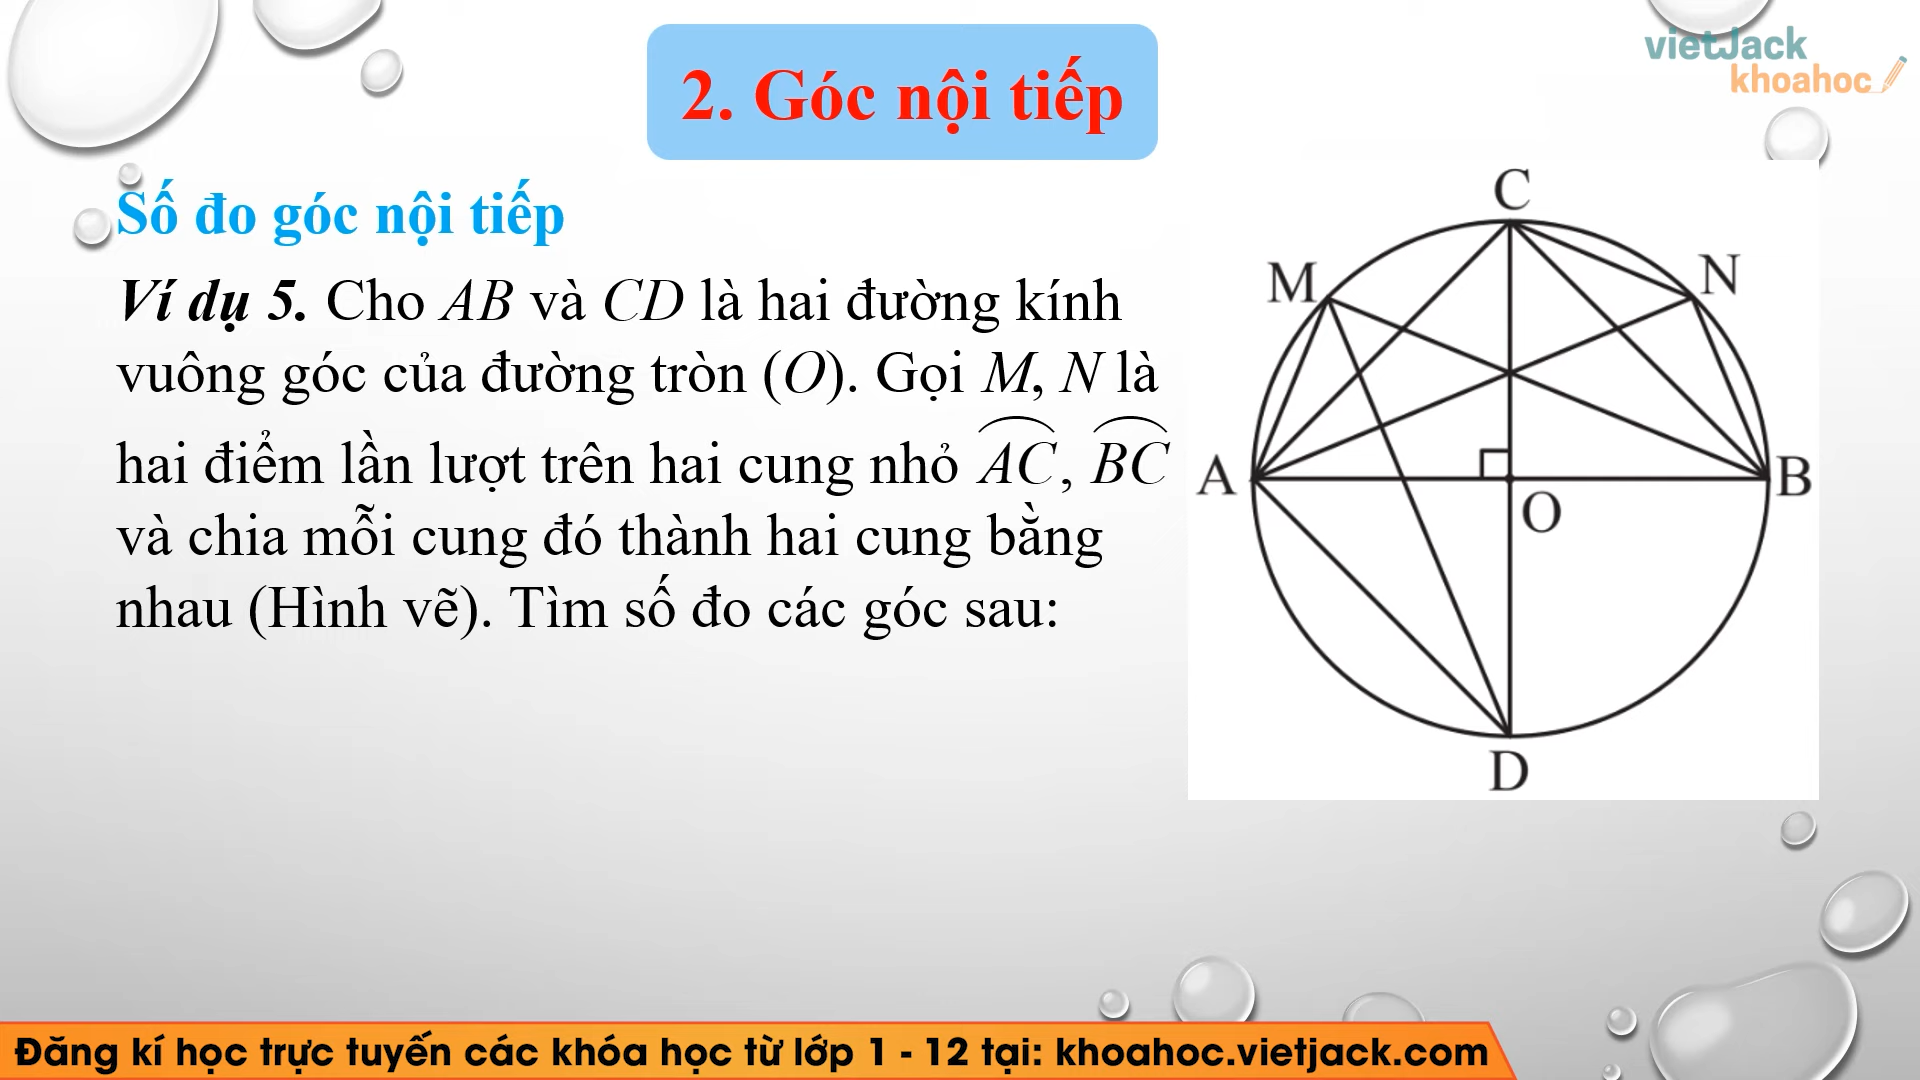 vietJack
khoahoc
2. Góc nội tiếp
Số đo góc nội tiếp
Ví dụ 5. Cho AB và CD là hai đường kính
vuông góc của đường tròn (O). Gọi M, N là
hai điểm lần lượt trên hai cung nhỏ AC, BC
và chia mỗi cung đó thành hai cung bằng
nhau (Hình vẽ). Tìm số đo các góc sau:
C
M
N
A
B
O
D
Đăng kí học trực tuyến các khóa học từ lớp 1 - 12 tại: khoahoc.vietjack.com